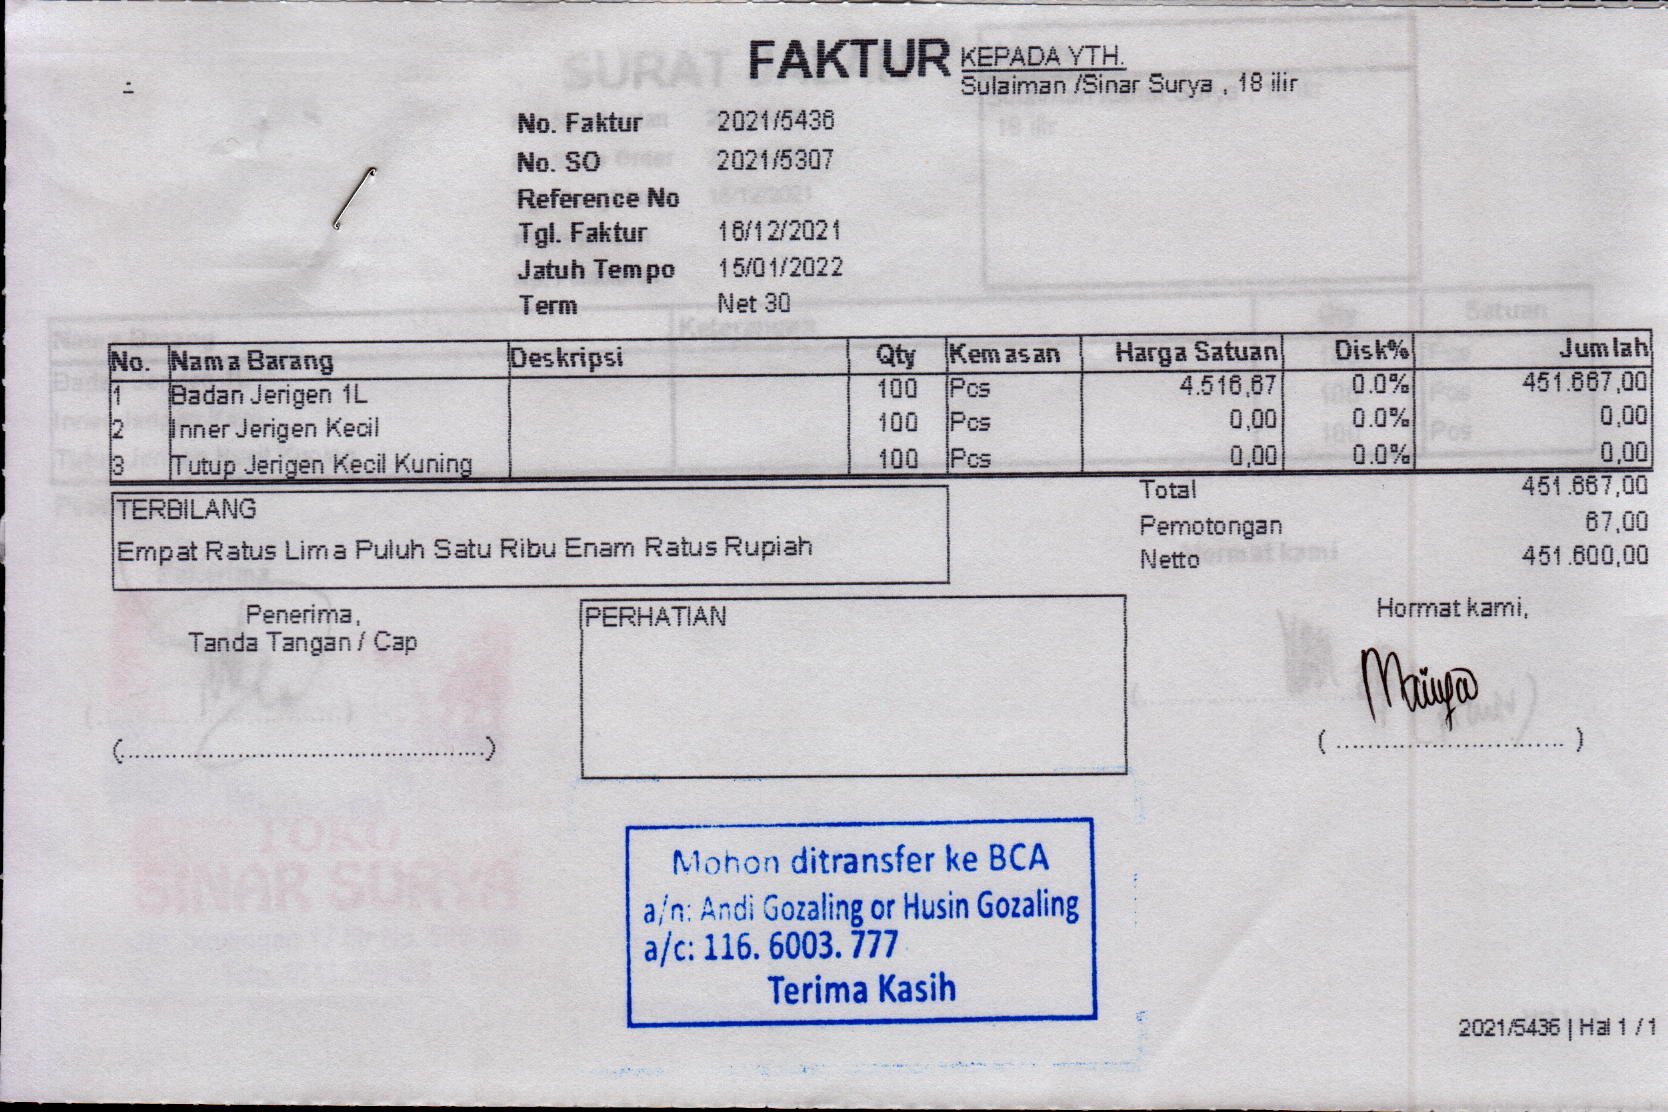 FAKTUR
KEPADA YTH.
Sulaiman /Sinar Surya , 18 ilir
No. Faktur 2021/5436
No. SO 2021/5307
Reference No
Tgl. Faktur 16/12/2021
Jatuh Tempo 15/01/2022
Term Net 30
No. Nama Barang Deskripsi Qty Kemasan Harga Satuan Disk% Jumlah
1 Badan Jerigen 1L 100 Pcs 4.516,67 0.0% 451.667,00
2 Inner Jerigen Kecil 100 Pcs 0,00 0.0% 0,00
3 Tutup Jerigen Kecil Kuning 100 Pcs 0,00 0.0% 0,00
Total 451.667,00
Pemotongan 67,00
Netto 451.600,00
TERBILANG
Empat Ratus Lima Puluh Satu Ribu Enam Ratus Rupiah
Penerima,
Tanda Tangan / Cap
(................................................)
PERHATIAN
Hormat kami,
( ............................. )
Mohon ditransfer ke BCA
a/n: Andi Gozaling or Husin Gozaling
a/c: 116. 6003. 777
Terima Kasih
TOKO
SINAR SURYA
2021/5436 | Hal 1 / 1